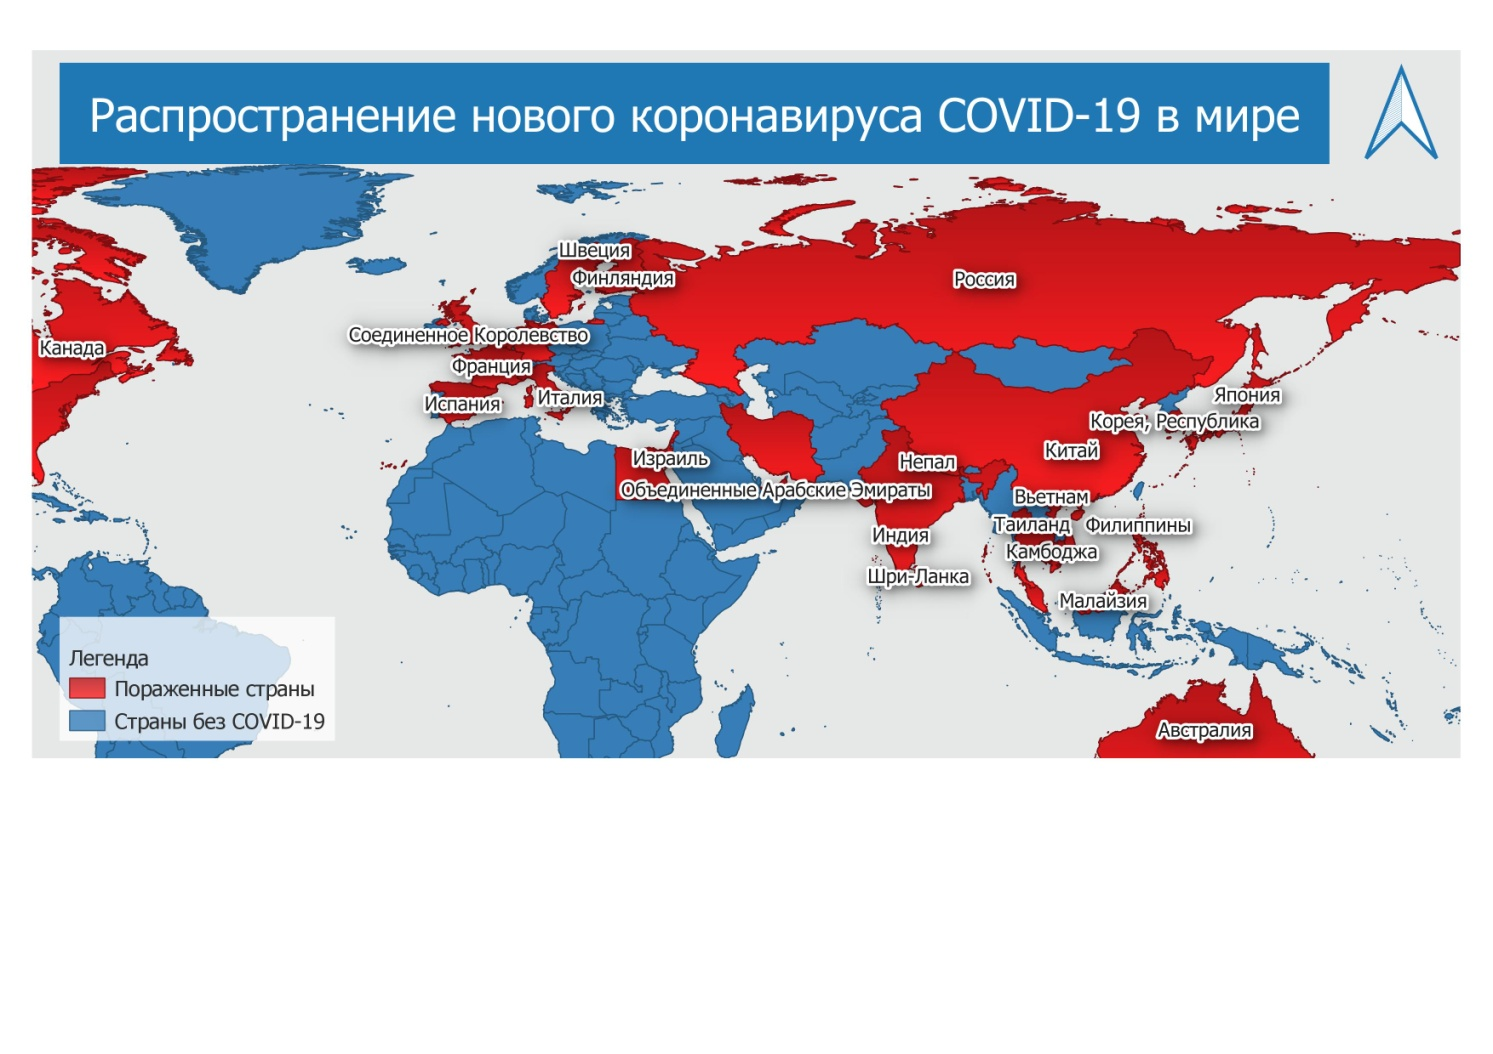 Распространение нового коронавируса COVID-19 в мире
Швеция
Финляндия
Россия
Соединенное Королевство
Канада
Франция
Испания
Италия
Япония
Корея, Республика
Китай
Израиль
Непал
Объединенные Арабские Эмираты
Вьетнам
Таиланд
Филиппины
Индия
Камбоджа
Шри-Ланка
Малайзия
Легенда
Пораженные страны
Страны без COVID-19
Австралия